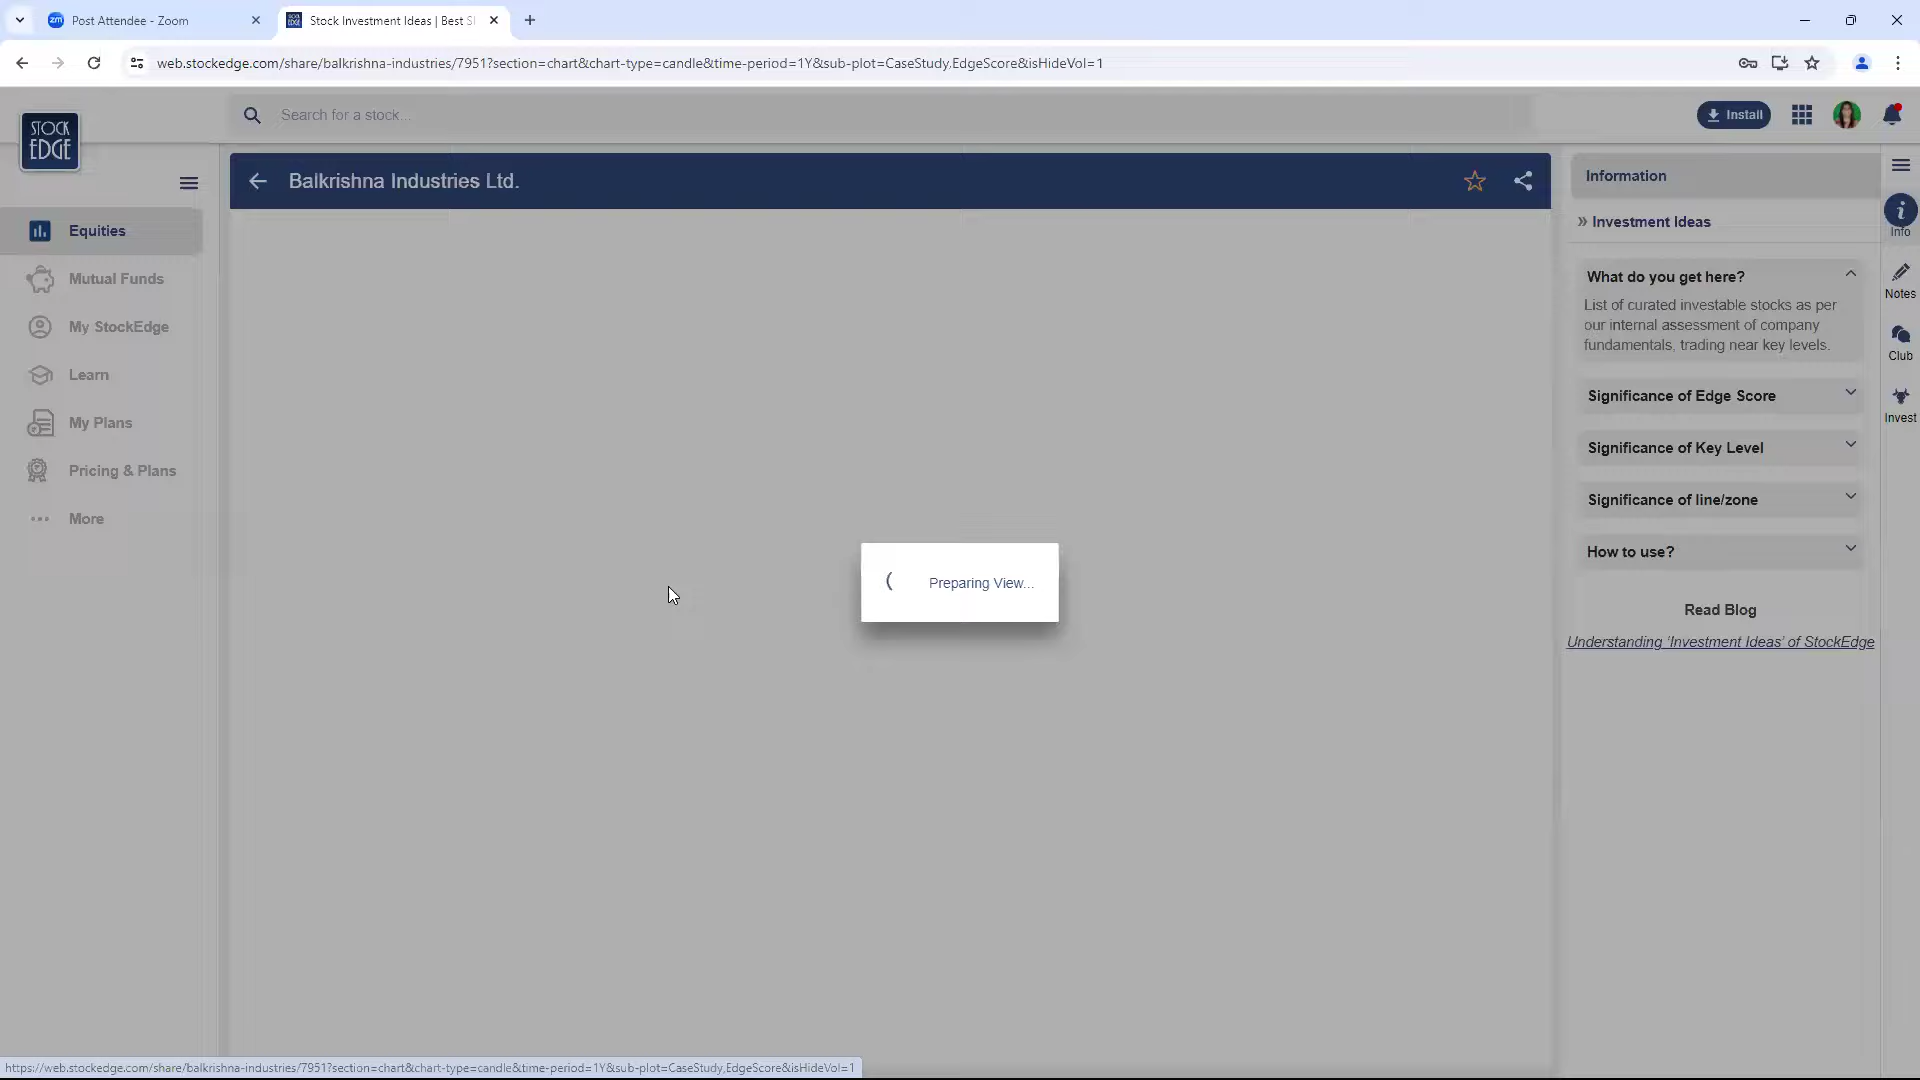 Post Attendee - Zoom
Stock Investment Ideas | Best S
web.stockedge.com/share/balkrishna-industries/7951?section=chart&chart-type=candle&time-period=1Y&sub-plot=CaseStudy,EdgeScore&isHideVol=1
STOCK
EDGE
Search for a stock...
Install
Balkrishna Industries Ltd.
Equities
Mutual Funds
My StockEdge
Learn
My Plans
Pricing & Plans
More
Preparing View...
Information
» Investment Ideas
What do you get here?
List of curated investable stocks as per
our internal assessment of company
fundamentals, trading near key levels.
Significance of Edge Score
Significance of Key Level
Significance of line/zone
How to use?
Read Blog
Understanding 'Investment Ideas' of StockEdge
Info
Notes
Club
Invest
https://web.stockedge.com/share/balkrishna-industries/7951?section=chart&chart-type=candle&time-period=1Y&sub-plot=CaseStudy,EdgeScore&isHideVol=1